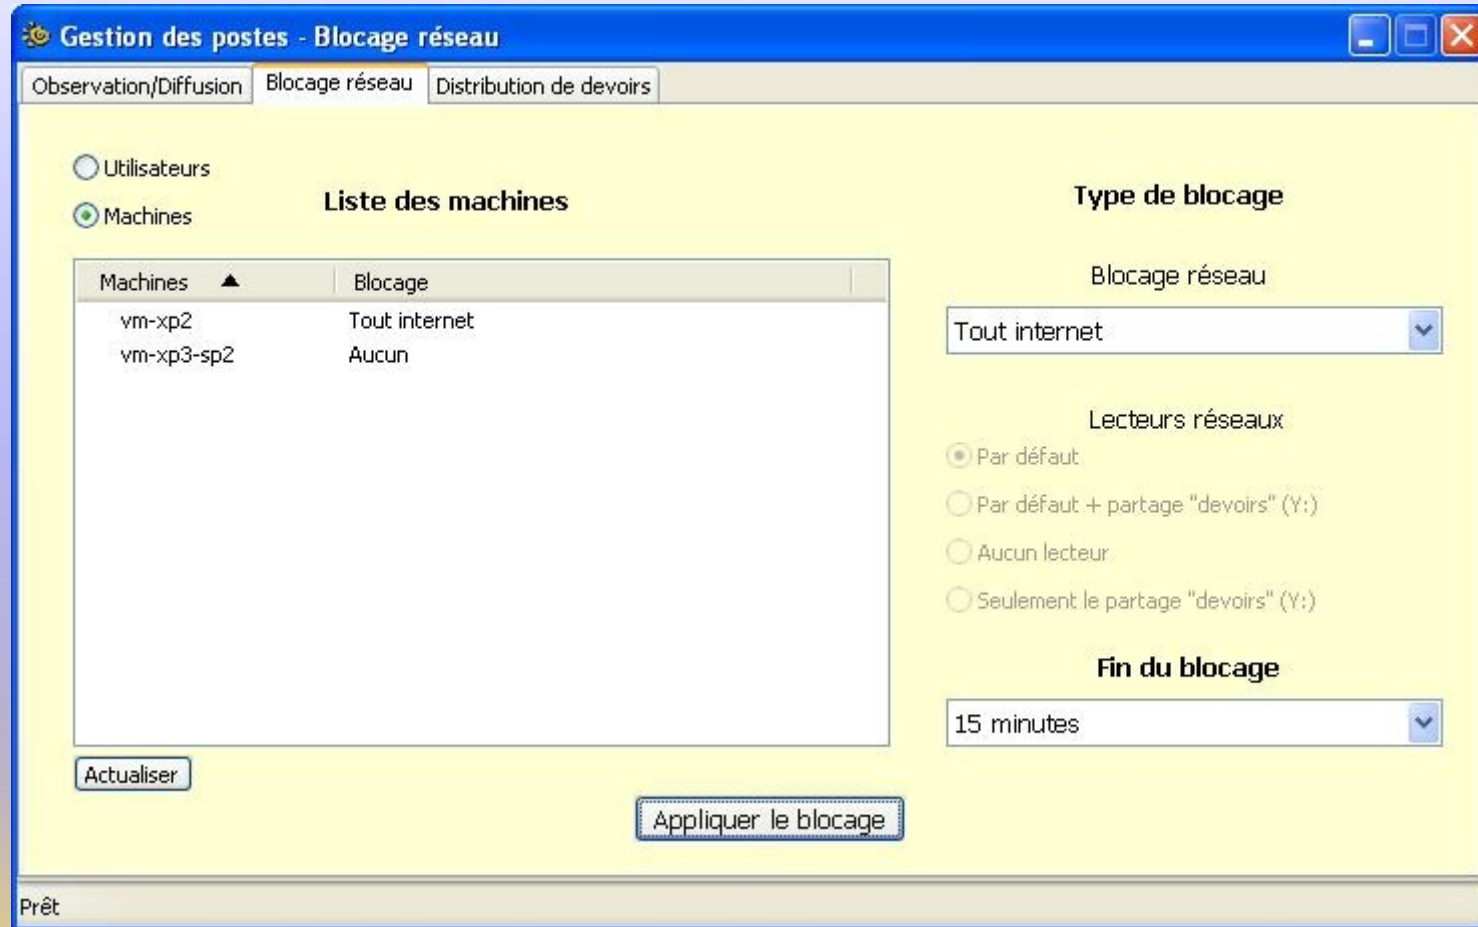 Gestion des postes - Blocage réseau
Observation/Diffusion Blocage réseau Distribution de devoirs
Utilisateurs
Machines
Liste des machines
Machines Blocage
vm-xp2 Tout internet
vm-xp3-sp2 Aucun
Actualiser
Type de blocage
Blocage réseau
Tout internet
Lecteurs réseaux
Par défaut
Par défaut + partage "devoirs" (Y:)
Aucun lecteur
Seulement le partage "devoirs" (Y:)
Fin du blocage
15 minutes
Appliquer le blocage
Prêt